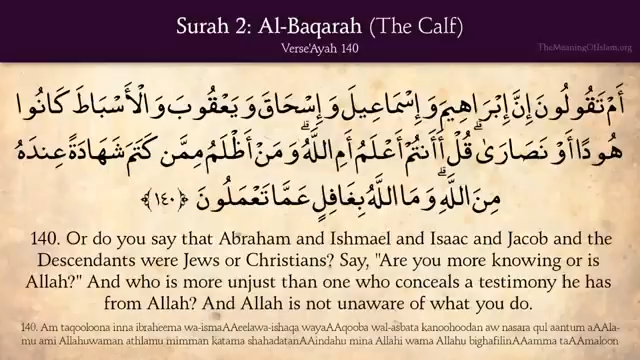 Surah 2: Al-Baqarah (The Calf)
Verse'Ayah 140
TheMeaningOfIslam.org
أَمْ تَقُولُونَ إِنَّ إِبْرَاهِيمَ وَإِسْمَاعِيلَ وَإِسْحَاقَ وَيَعْقُوبَ وَالْأَسْبَاطَ كَانُوا
هُودًا أَوْ نَصَارَىٰ ۗ قُلْ أَأَنتُمْ أَعْلَمُ أَمِ اللَّهُ ۗ وَمَنْ أَظْلَمُ مِمَّن كَتَمَ شَهَادَةً عِندَهُ
مِنَ اللَّهِ ۗ وَمَا اللَّهُ بِغَافِلٍ عَمَّا تَعْمَلُونَ ﴿١٤٠﴾
140. Or do you say that Abraham and Ishmael and Isaac and Jacob and the
Descendants were Jews or Christians? Say, "Are you more knowing or is
Allah?" And who is more unjust than one who conceals a testimony he has
from Allah? And Allah is not unaware of what you do.
140. Am taqooloona inna ibraheema wa-ismaAAeelawa-ishaqa wayaAAqooba wal-asbata kanoohoodan aw nasara qul aantum aAAla-
mu ami Allahuwaman athlamu mimman katama shahadatanAAindahu mina Allahi wama Allahu bighafilinAAamma taAAmaloon